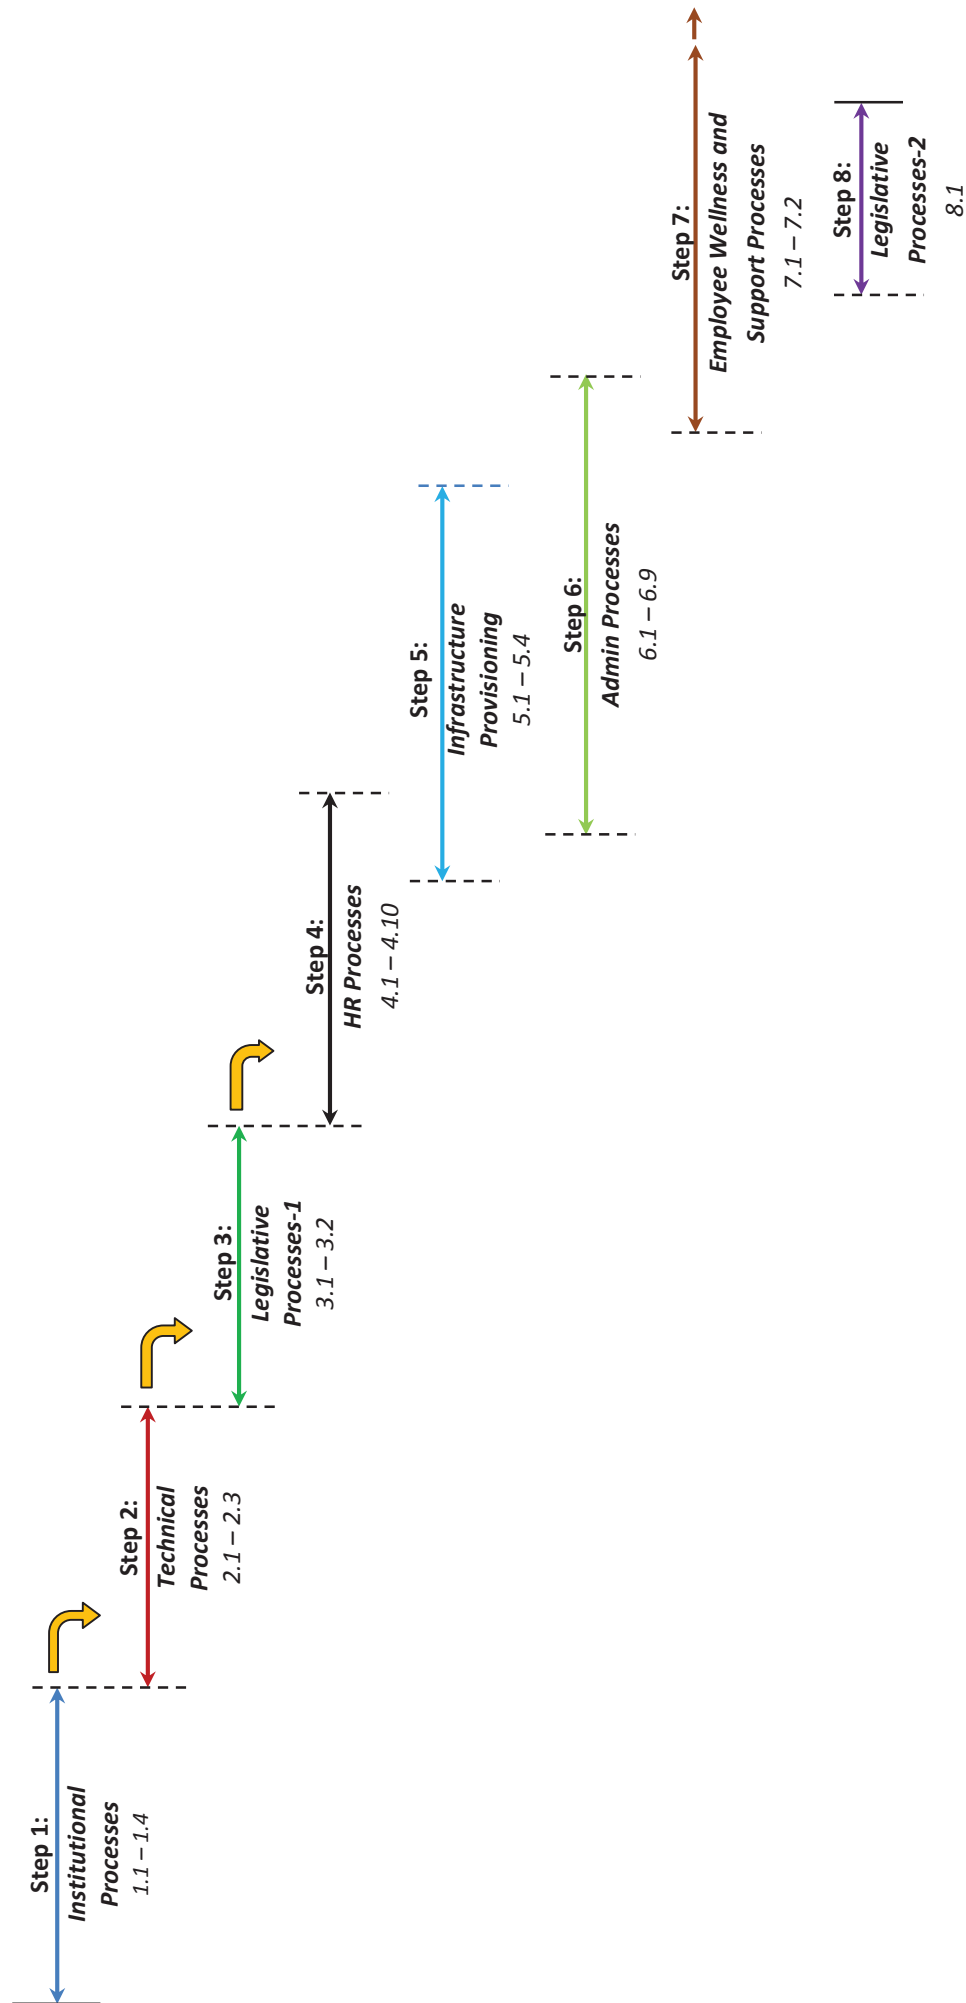 Step 1:
Institutional
Processes
1.1 – 1.4
Step 2:
Technical
Processes
2.1 – 2.3
Step 3:
Legislative
Processes-1
3.1 – 3.2
Step 4:
HR Processes
4.1 – 4.10
Step 5:
Infrastructure
Provisioning
5.1 – 5.4
Step 6:
Admin Processes
6.1 – 6.9
Step 7:
Employee Wellness and
Support Processes
7.1 – 7.2
Step 8:
Legislative
Processes-2
8.1